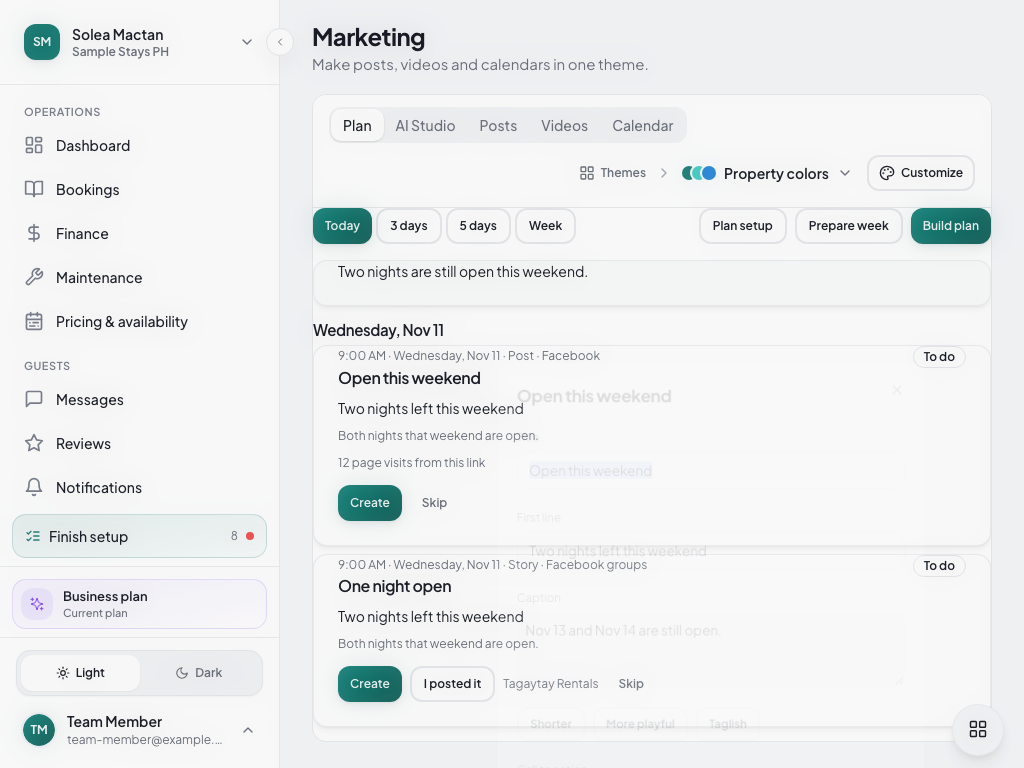 SM
Solea Mactan
Sample Stays PH
OPERATIONS
Dashboard
Bookings
Finance
Maintenance
Pricing & availability
GUESTS
Messages
Reviews
Notifications
Finish setup 8
Business plan
Current plan
Light Dark
TM
Team Member
team-member@example....
Marketing
Make posts, videos and calendars in one theme.
Plan AI Studio Posts Videos Calendar
Themes Property colors Customize
Today 3 days 5 days Week Plan setup Prepare week Build plan
Two nights are still open this weekend.
Wednesday, Nov 11
9:00 AM · Wednesday, Nov 11 · Post · Facebook To do
Open this weekend
Two nights left this weekend
Both nights that weekend are open.
12 page visits from this link
Create Skip
9:00 AM · Wednesday, Nov 11 · Story · Facebook groups To do
One night open
Two nights left this weekend
Both nights that weekend are open.
Create I posted it Tagaytay Rentals Skip
Open this weekend
Open this weekend
First line
Two nights left this weekend
Caption
Nov 13 and Nov 14 are still open.
Shorter More playful Taglish